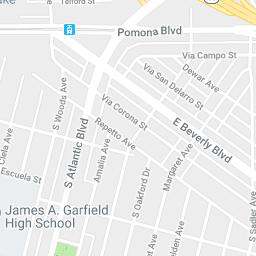 Telford St
Pomona Blvd
Via Campo St
Dewar Ave
Via San Delarro St
S Woods Ave
Via Corona St
E Beverly Blvd
Repetto Ave
S Atlantic Blvd
Amalia Ave
Margaret Ave
S Oakford Dr
Escuela St
S Sadler Ave
James A. Garfield
High School